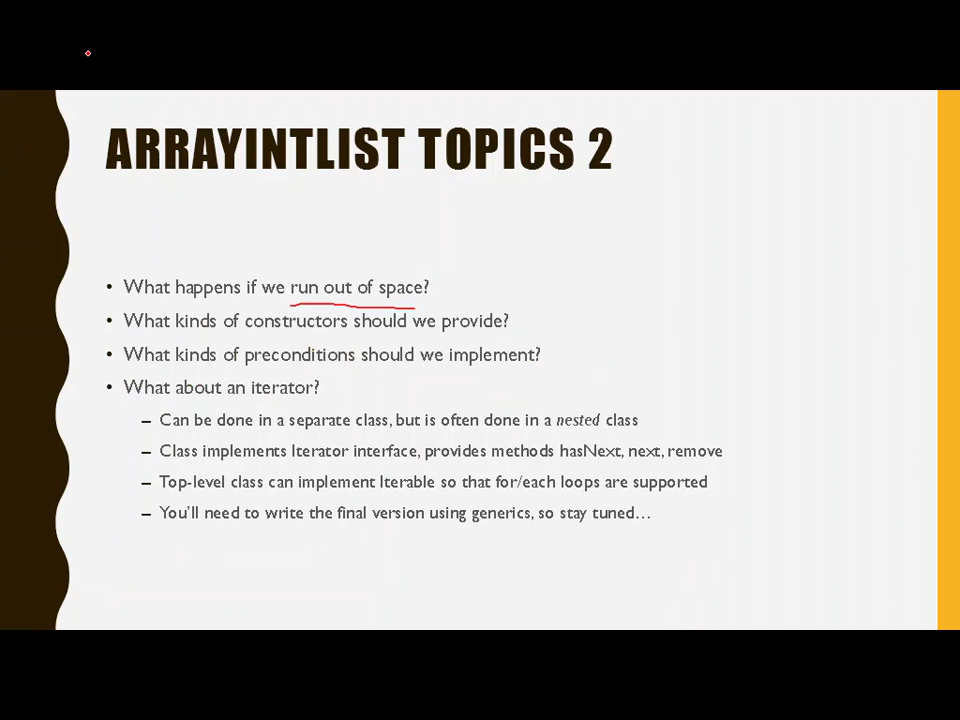 ARRAYINTLIST TOPICS 2
• What happens if we run out of space?
• What kinds of constructors should we provide?
• What kinds of preconditions should we implement?
• What about an iterator?
– Can be done in a separate class, but is often done in a nested class
– Class implements Iterator interface, provides methods hasNext, next, remove
– Top-level class can implement Iterable so that for/each loops are supported
– You'll need to write the final version using generics, so stay tuned…